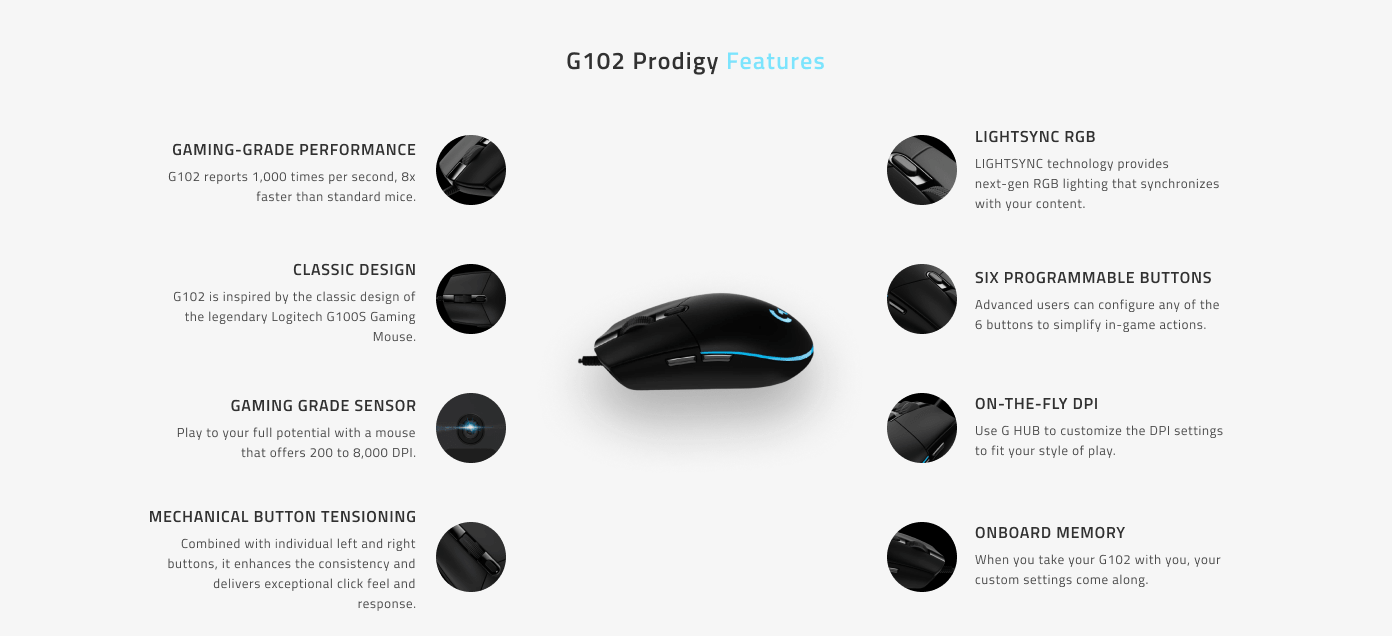 G102 Prodigy Features
GAMING-GRADE PERFORMANCE
G102 reports 1,000 times per second, 8x
faster than standard mice.
CLASSIC DESIGN
G102 is inspired by the classic design of
the legendary Logitech G100S Gaming
Mouse.
GAMING GRADE SENSOR
Play to your full potential with a mouse
that offers 200 to 8,000 DPI.
MECHANICAL BUTTON TENSIONING
Combined with individual left and right
buttons, it enhances the consistency and
delivers exceptional click feel and
response.
LIGHTSYNC RGB
LIGHTSYNC technology provides
next-gen RGB lighting that synchronizes
with your content.
SIX PROGRAMMABLE BUTTONS
Advanced users can configure any of the
6 buttons to simplify in-game actions.
ON-THE-FLY DPI
Use G HUB to customize the DPI settings
to fit your style of play.
ONBOARD MEMORY
When you take your G102 with you, your
custom settings come along.